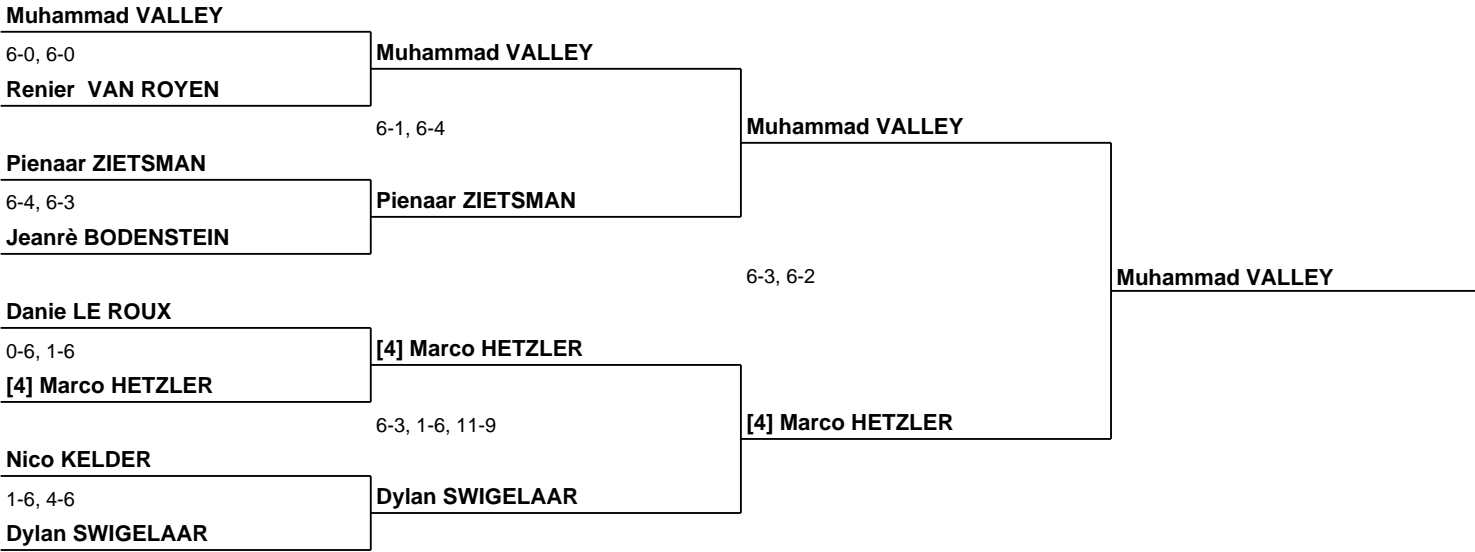 Muhammad VALLEY
6-0, 6-0
Muhammad VALLEY
Renier VAN ROYEN
6-1, 6-4
Muhammad VALLEY
Pienaar ZIETSMAN
6-4, 6-3
Pienaar ZIETSMAN
Jeanrè BODENSTEIN
6-3, 6-2
Muhammad VALLEY
Danie LE ROUX
0-6, 1-6
[4] Marco HETZLER
[4] Marco HETZLER
6-3, 1-6, 11-9
[4] Marco HETZLER
Nico KELDER
1-6, 4-6
Dylan SWIGELAAR
Dylan SWIGELAAR